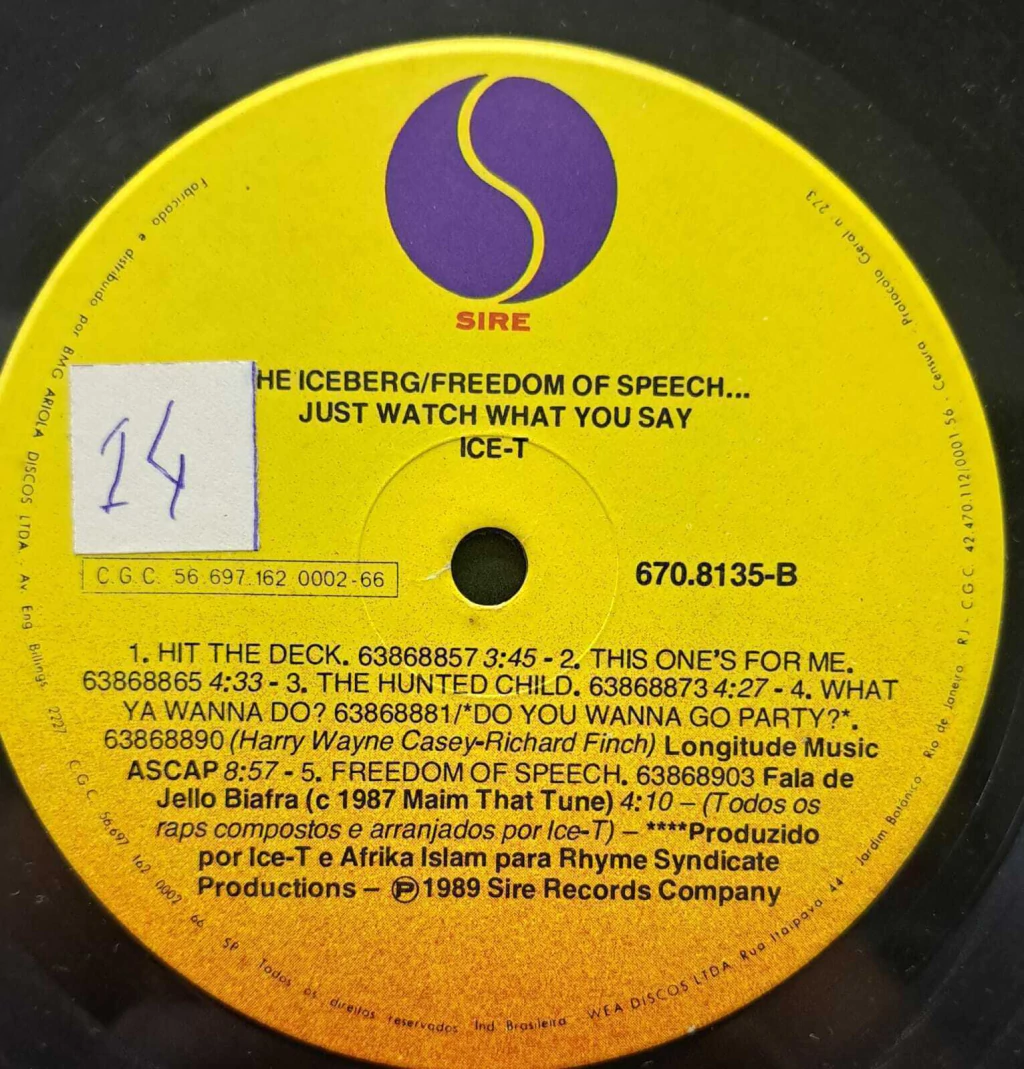 SIRE
HE ICEBERG/FREEDOM OF SPEECH...
JUST WATCH WHAT YOU SAY
ICE-T
14
C.G.C. 56.697.162 0002-66
670.8135-B
1. HIT THE DECK. 63868857 3:45 - 2. THIS ONE'S FOR ME.
63868865 4:33 - 3. THE HUNTED CHILD. 63868873 4:27 - 4. WHAT
YA WANNA DO? 63868881/*DO YOU WANNA GO PARTY?*.
63868890 (Harry Wayne Casey-Richard Finch) Longitude Music
ASCAP 8:57 - 5. FREEDOM OF SPEECH. 63868903 Fala de
Jello Biafra (c 1987 Maim That Tune) 4:10 – (Todos os
raps compostos e arranjados por Ice-T) – ****Produzido
por Ice-T e Afrika Islam para Rhyme Syndicate
Productions – ℗ 1989 Sire Records Company
Fabricado e distribuido por BMG ARIOLA DISCOS LTDA. Av. Eng. Billings 2227 C.G.C. 56.697 162 0002 66 SP Todos os direitos reservados Ind Brasileira WEA DISCOS LTDA. Rua Itaipava 44 Jardim Botânico Rio de Janeiro RJ - C.G.C. 42.470.112/0001 56 - Censura - Protocolo Geral n 273